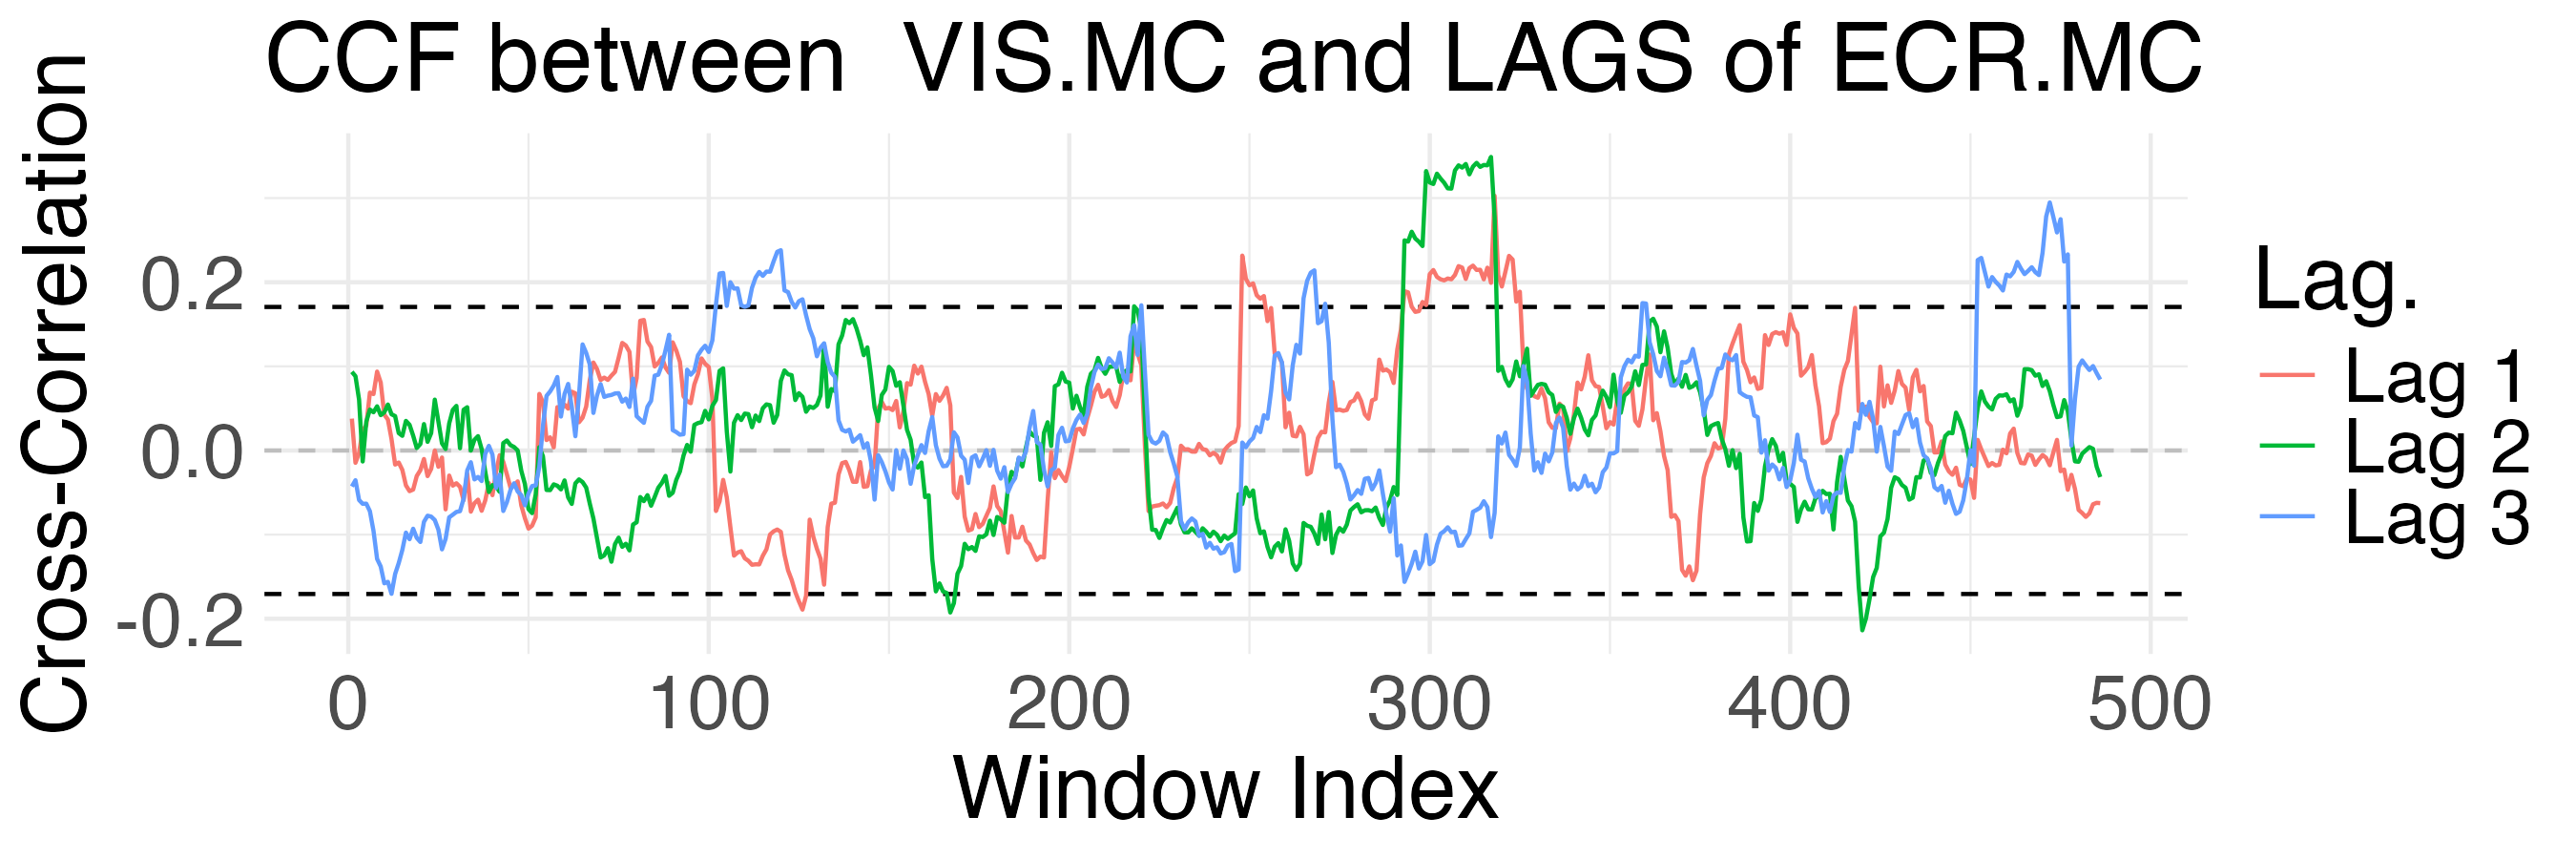 CCF between  VIS.MC and LAGS of ECR.MC
Cross-Correlation
0.2
0.0
-0.2
0 100 200 300 400 500
Window Index
Lag.
Lag 1
Lag 2
Lag 3